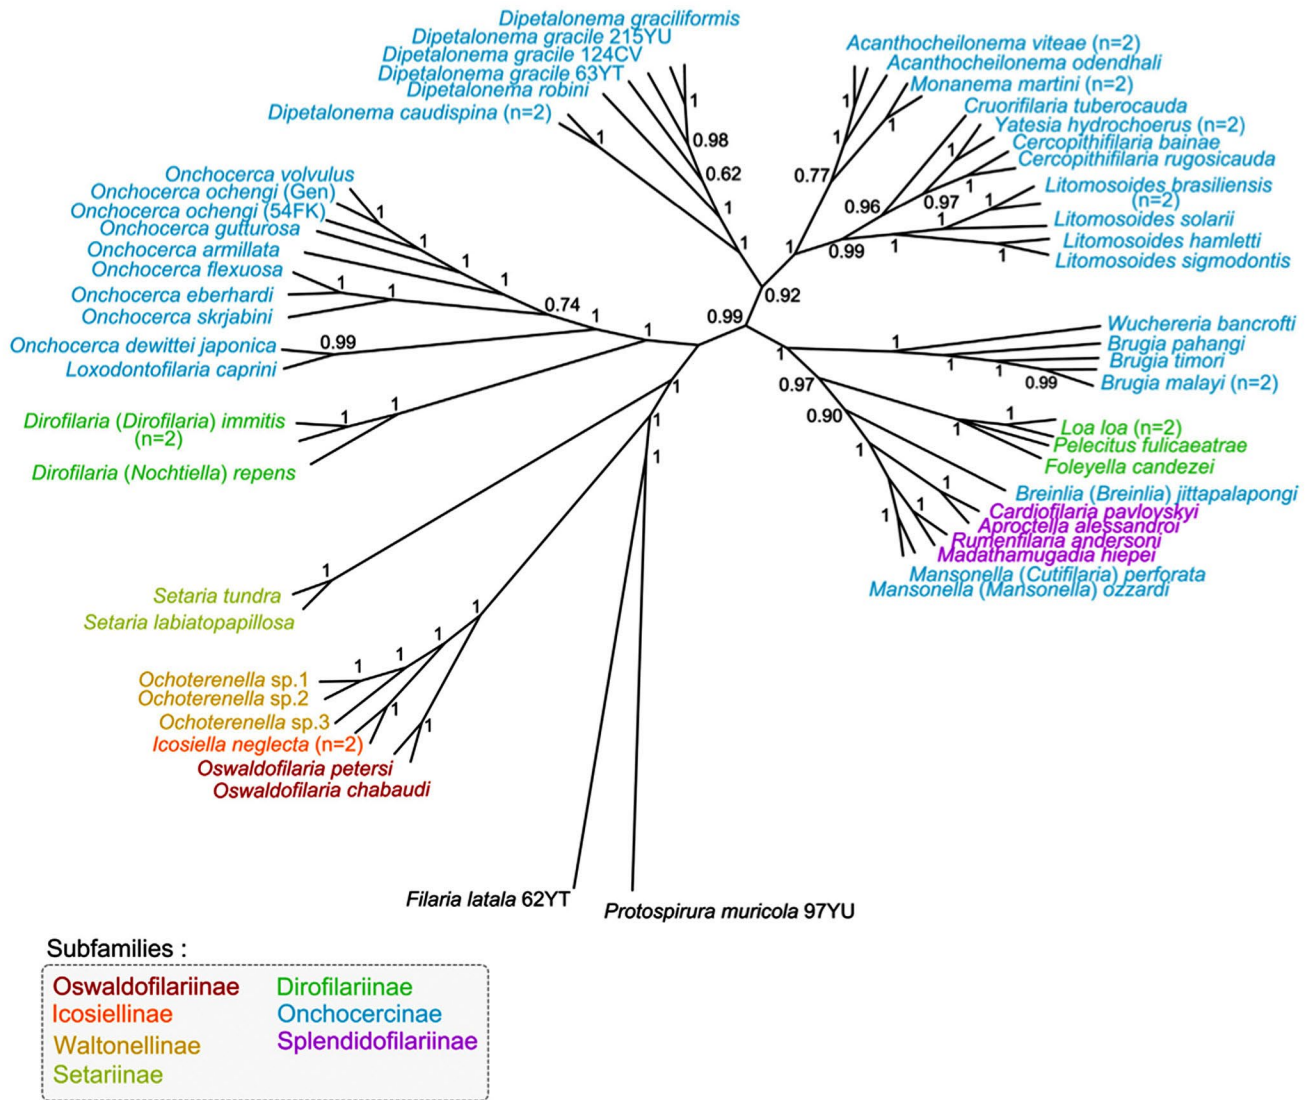 Dipetalonema graciliformis
Dipetalonema gracile 215YU
Dipetalonema gracile 124CV
Dipetalonema gracile 63YT
Dipetalonema robini
Dipetalonema caudispina (n=2)
1
1
0.98
0.62
1
1
Acanthocheilonema viteae (n=2)
Acanthocheilonema odendhali
Monanema martini (n=2)
Cruorifilaria tuberocauda
Yatesia hydrochoerus (n=2)
Cercopithifilaria bainae
Cercopithifilaria rugosicauda
Litomosoides brasiliensis
(n=2)
Litomosoides solarii
Litomosoides hamletti
Litomosoides sigmodontis
1
1
1
0.77
1
1
0.96
0.97
1
1
0.99
1
1
1
0.92
0.99
Onchocerca volvulus
Onchocerca ochengi (Gen)
Onchocerca ochengi (54FK)
Onchocerca gutturosa
Onchocerca armillata
Onchocerca flexuosa
Onchocerca eberhardi
Onchocerca skrjabini
Onchocerca dewittei japonica
Loxodontofilaria caprini
1
1
1
1
1
1
0.74
1
1
0.99
Wuchereria bancrofti
Brugia pahangi
Brugia timori
Brugia malayi (n=2)
1
1
1
1
0.99
0.97
0.90
Dirofilaria (Dirofilaria) immitis
(n=2)
Dirofilaria (Nochtiella) repens
1
1
1
1
1
Loa loa (n=2)
Pelecitus fulicaeatrae
Foleyella candezei
1
1
1
Breinlia (Breinlia) jittapalapongi
Cardiofilaria pavlovskyi
Aproctella alessandroi
Rumenfilaria andersoni
Madathamugadia hiepei
Mansonella (Cutifilaria) perforata
Mansonella (Mansonella) ozzardi
1
1
1
Setaria tundra
Setaria labiatopapillosa
1
Ochoterenella sp.1
Ochoterenella sp.2
Ochoterenella sp.3
Icosiella neglecta (n=2)
Oswaldofilaria petersi
Oswaldofilaria chabaudi
1
1
1
1
1
1
Filaria latala 62YT
Protospirura muricola 97YU
Subfamilies :
Oswaldofilariinae
Icosiellinae
Waltonellinae
Setariinae
Dirofilariinae
Onchocercinae
Splendidofilariinae